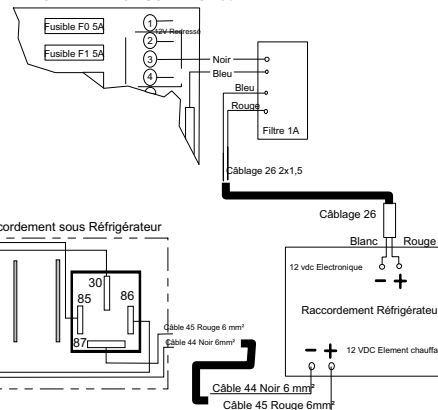 Fusible F0 5A
1
12V Redressé
2
Fusible F1 5A
3
Noir
4
Bleu
Bleu
Rouge
Filtre 1A
Câblage 26 2x1,5
Câblage 26
cordement sous Réfrigérateur
Blanc Rouge
12 vdc Electronique
30
85
86
87
Raccordement Réfrigérateu
Câble 45 Rouge 6 mm²
Câble 44 Noir 6mm²
12 VDC Element chauffa
Câble 44 Noir 6 mm²
Câble 45 Rouge 6mm²